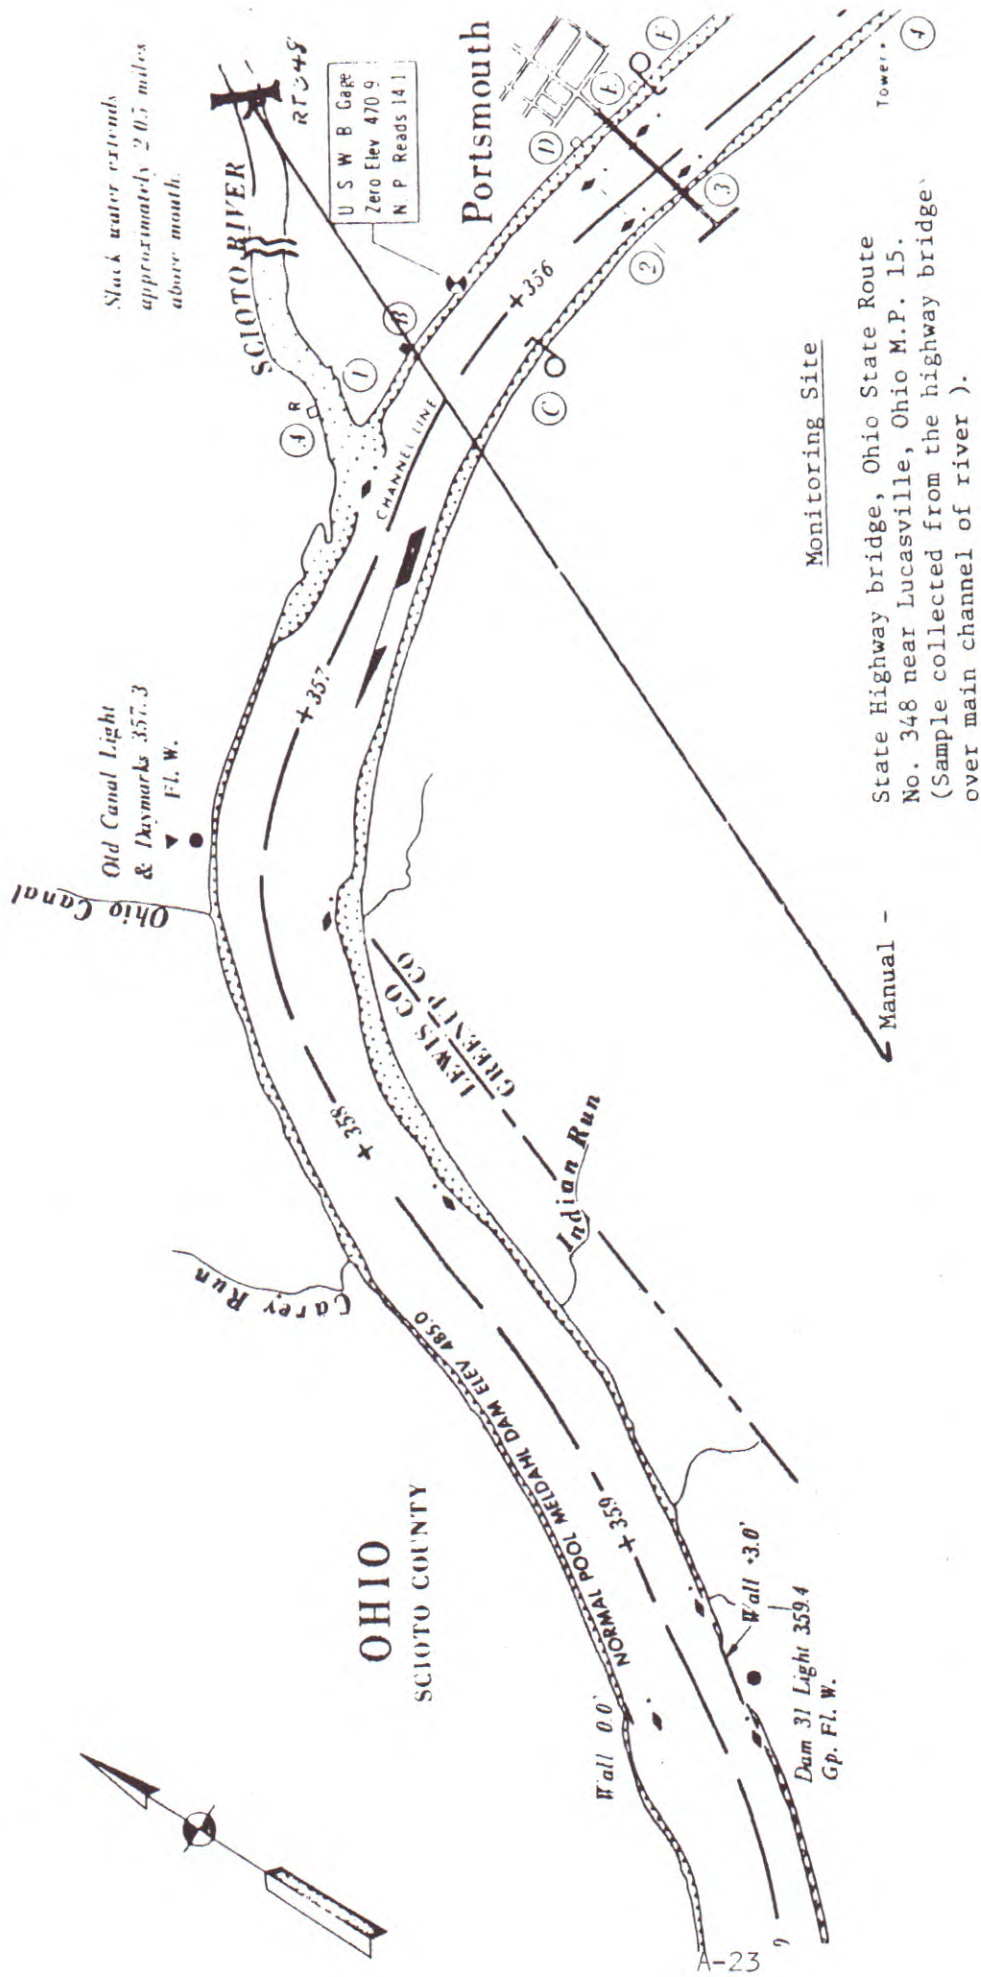 Slack water extends
approximately 20.5 miles
above mouth.
SCIOTO RIVER
RT 348
U S W B Gage
Zero Elev 470 9
N P Reads 14 1
Portsmouth
A
R
1
B
C
D
E
F
2
3
4
Tower
+356
CHANNEL LINE
+357
Old Canal Light
& Daymarks 357.3
Fl. W.
Ohio Canal
+358
LEWIS CO
GREENUP CO
Indian Run
Carey Run
NORMAL POOL MELDAHL DAM ELEV 485.0
+359
OHIO
SCIOTO COUNTY
Wall 0.0'
Wall +3.0'
Dam 31 Light 359.4
Gp. Fl. W.
Monitoring Site
Manual -
State Highway bridge, Ohio State Route
No. 348 near Lucasville, Ohio M.P. 15.
(Sample collected from the highway bridge
over main channel of river ).
A-23